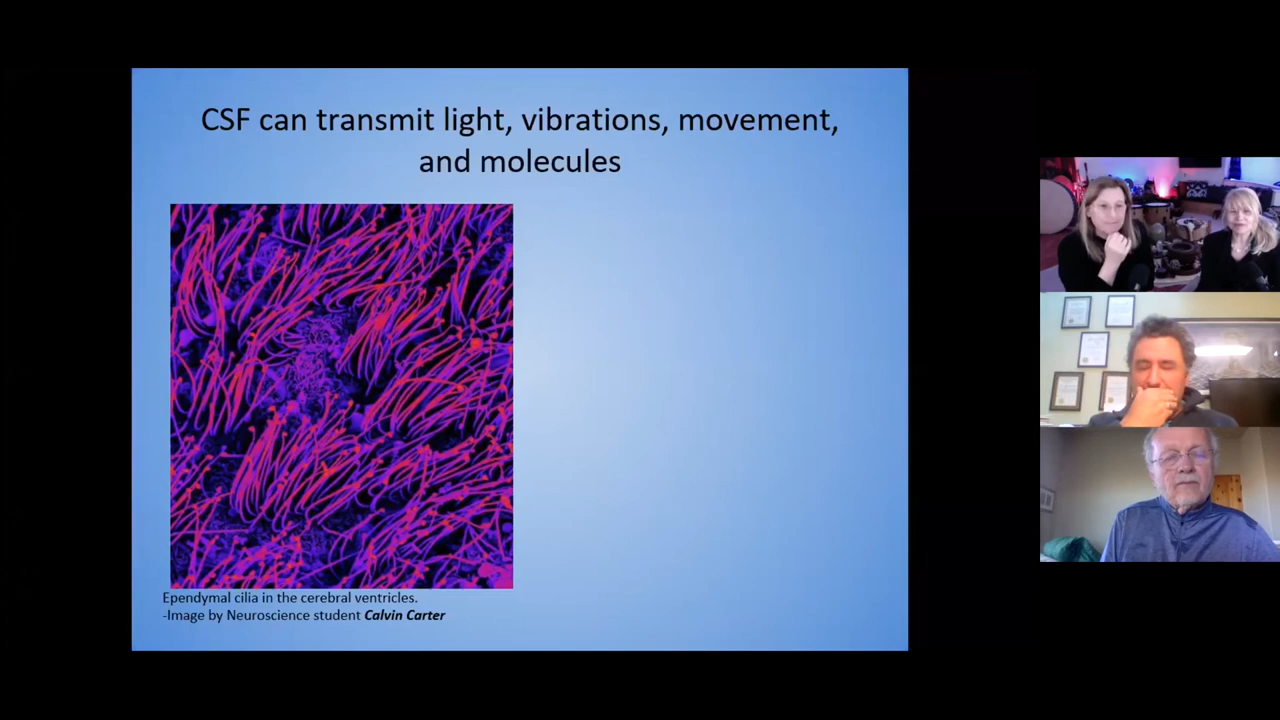 CSF can transmit light, vibrations, movement,
and molecules
Ependymal cilia in the cerebral ventricles.
-Image by Neuroscience student Calvin Carter